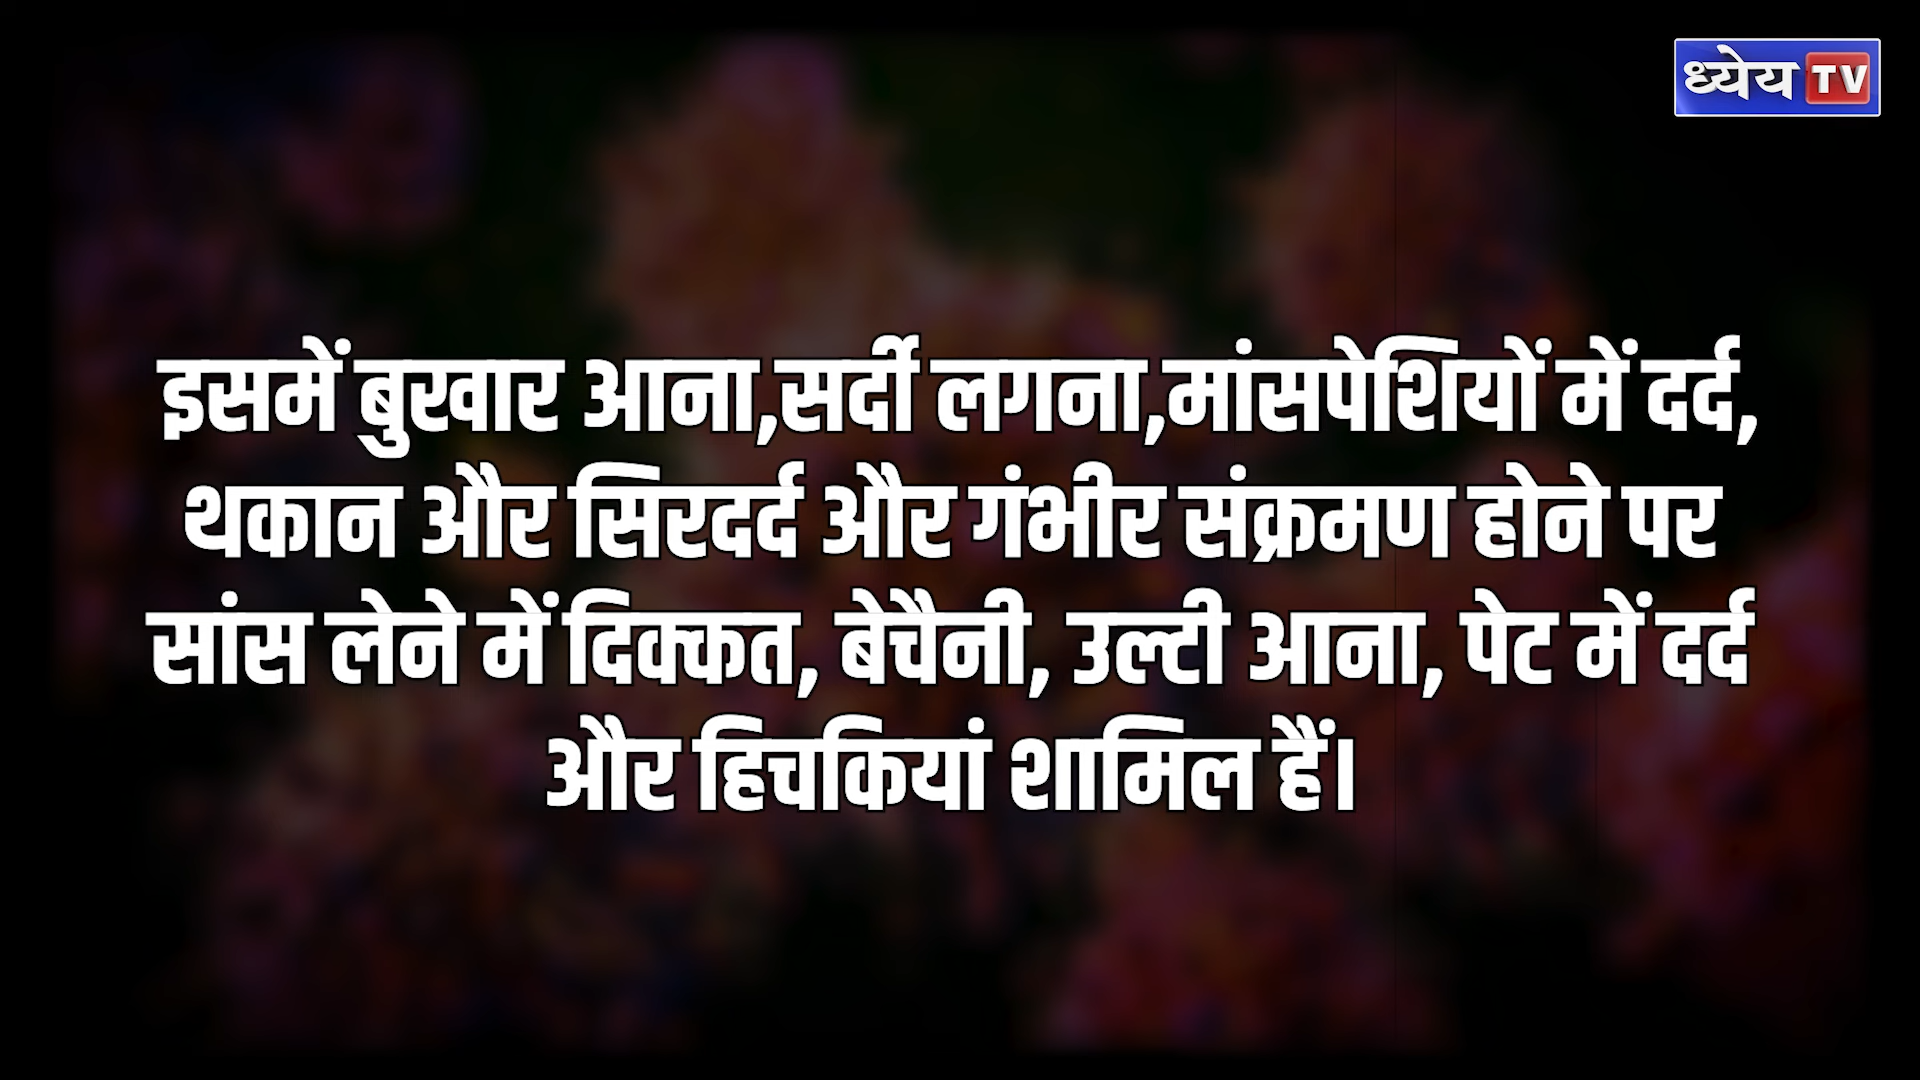 ध्येय TV
इसमें बुखार आना,सर्दी लगना,मांसपेशियों में दर्द,
थकान और सिरदर्द और गंभीर संक्रमण होने पर
सांस लेने में दिक्कत, बेचैनी, उल्टी आना, पेट में दर्द
और हिचकियां शामिल हैं।